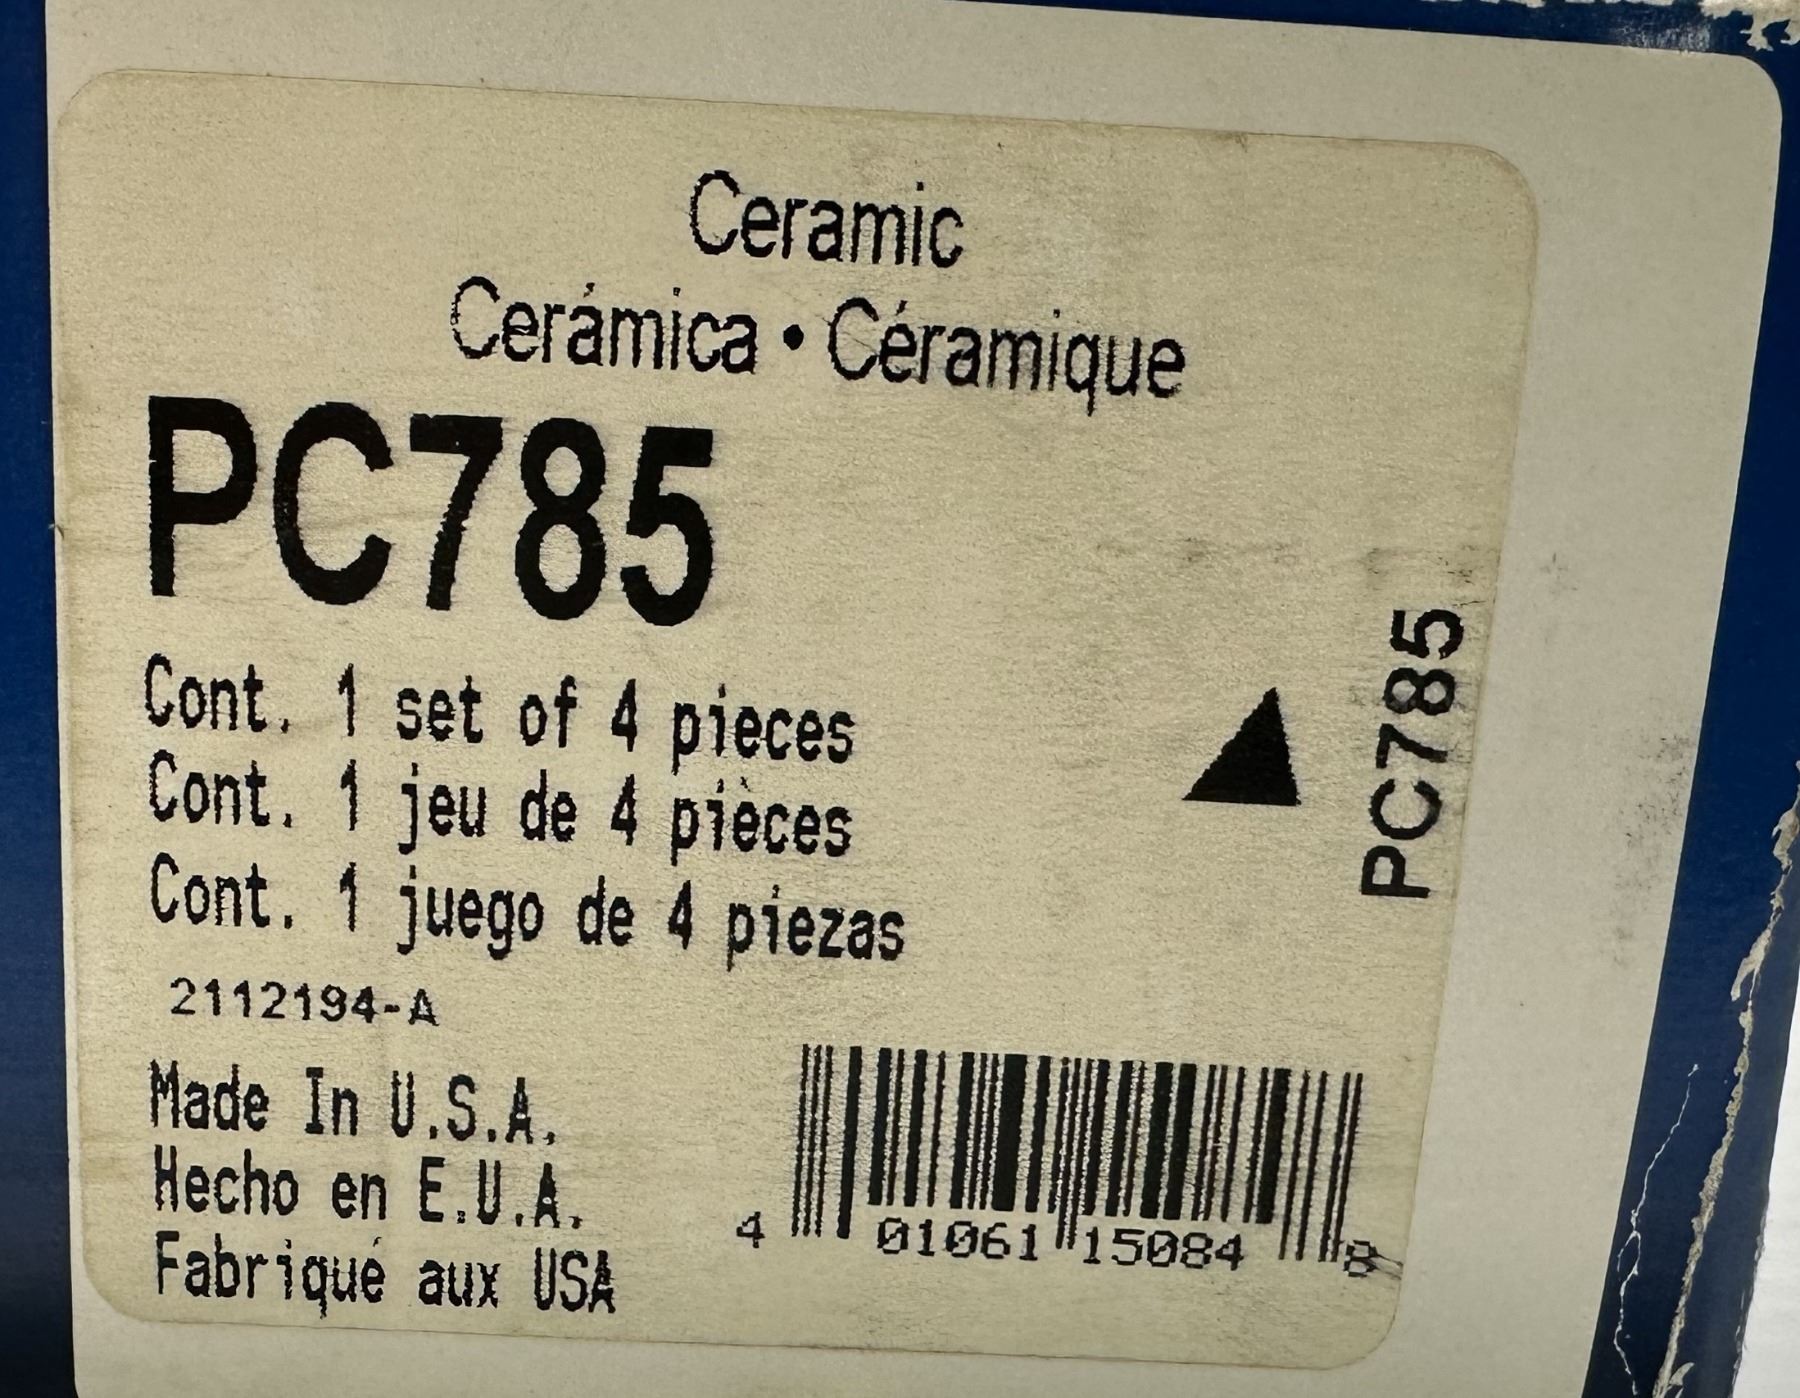 Ceramic
Cerámica • Céramique
PC785
Cont. 1 set of 4 pieces
Cont. 1 jeu de 4 pièces
Cont. 1 juego de 4 piezas
2112194-A
Made In U.S.A.
Hecho en E.U.A.
Fabriqué aux USA
4 01061 15084 8
PC785